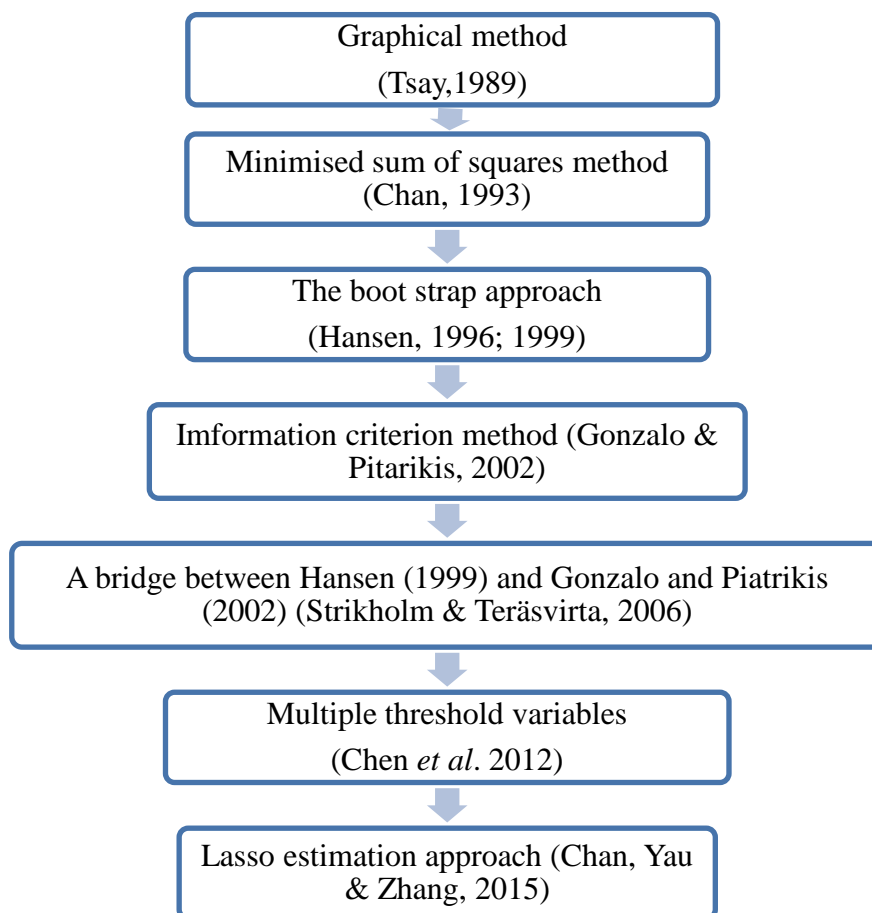 Graphical method
(Tsay,1989)
Minimised sum of squares method
(Chan, 1993)
The boot strap approach
(Hansen, 1996; 1999)
Imformation criterion method (Gonzalo &
Pitarikis, 2002)
A bridge between Hansen (1999) and Gonzalo and Piatrikis
(2002) (Strikholm & Teräsvirta, 2006)
Multiple threshold variables
(Chen et al. 2012)
Lasso estimation approach (Chan, Yau
& Zhang, 2015)